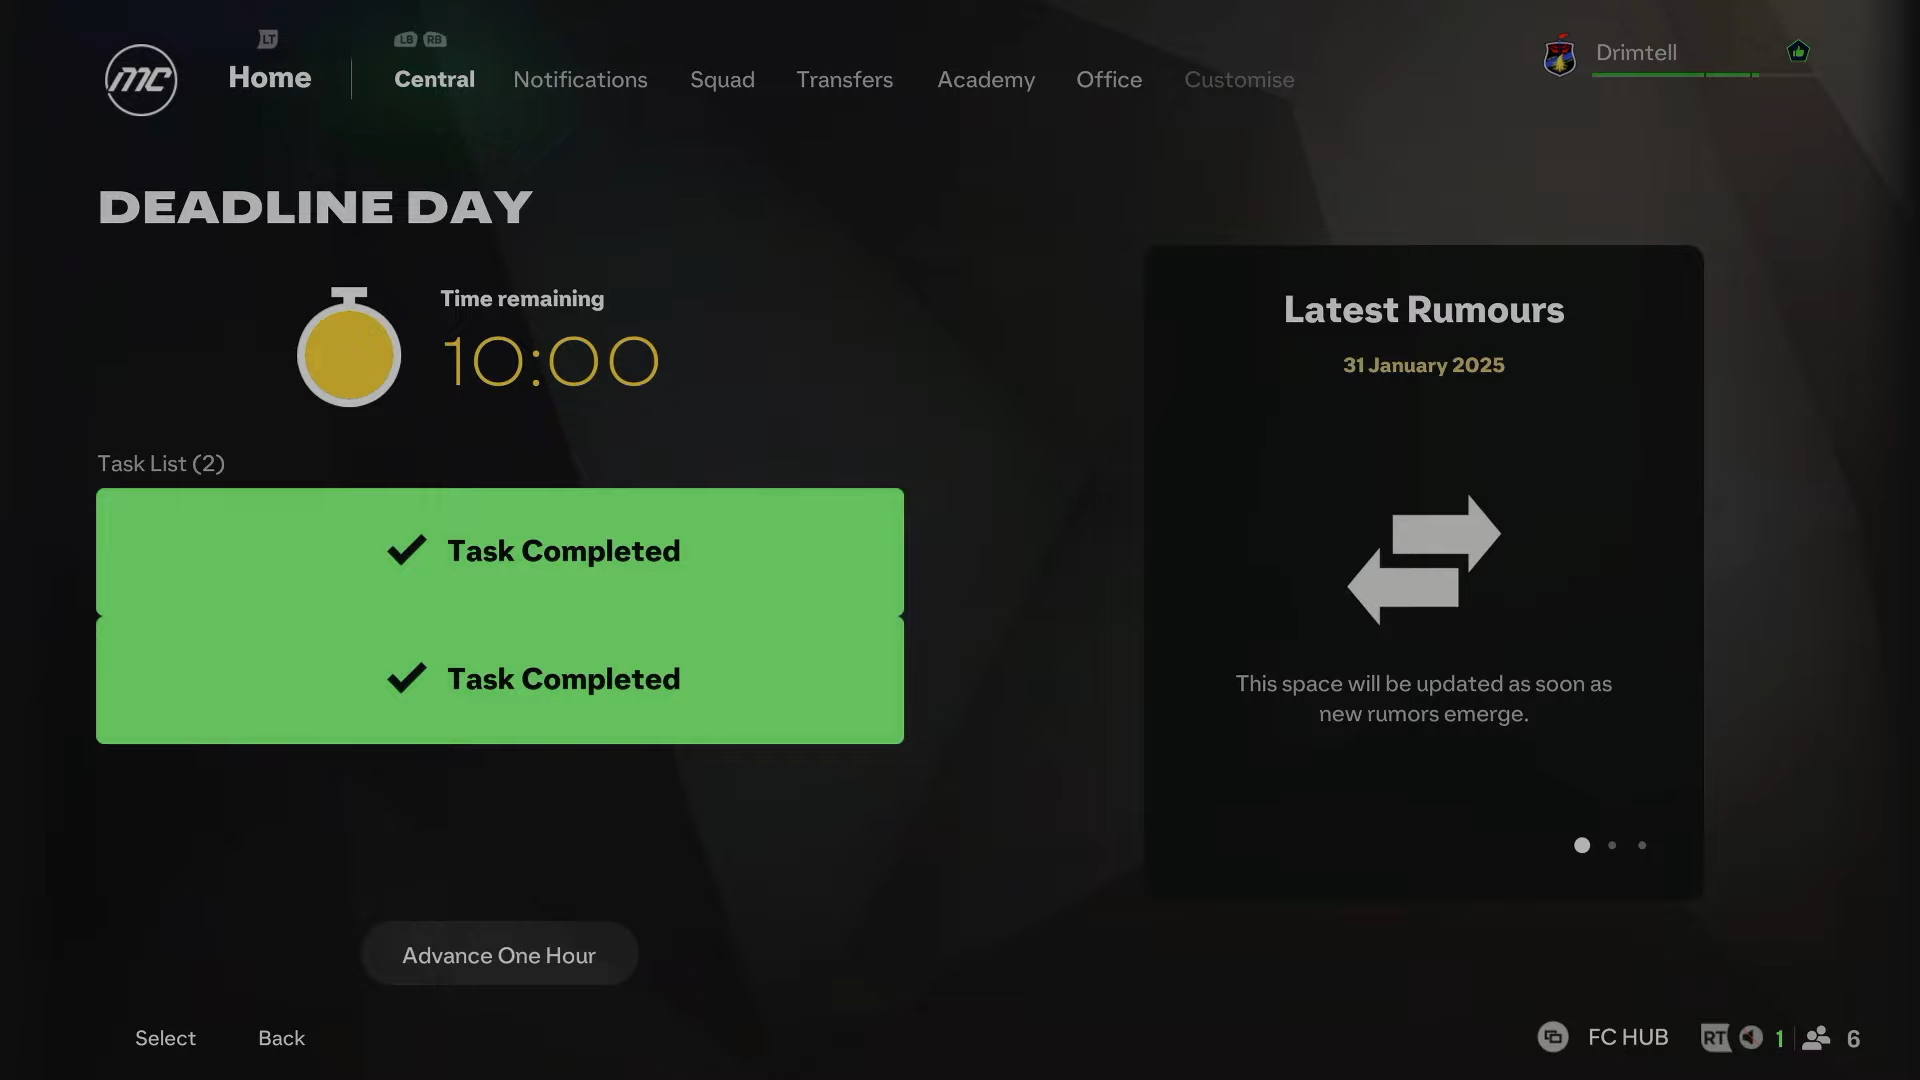 LT
LB RB
MC
Home
Central
Notifications
Squad
Transfers
Academy
Office
Customise
Drimtell
DEADLINE DAY
Time remaining
10:00
Task List (2)
Task Completed
Task Completed
Latest Rumours
31 January 2025
This space will be updated as soon as
new rumors emerge.
Advance One Hour
Select
Back
FC HUB
RT
1
6